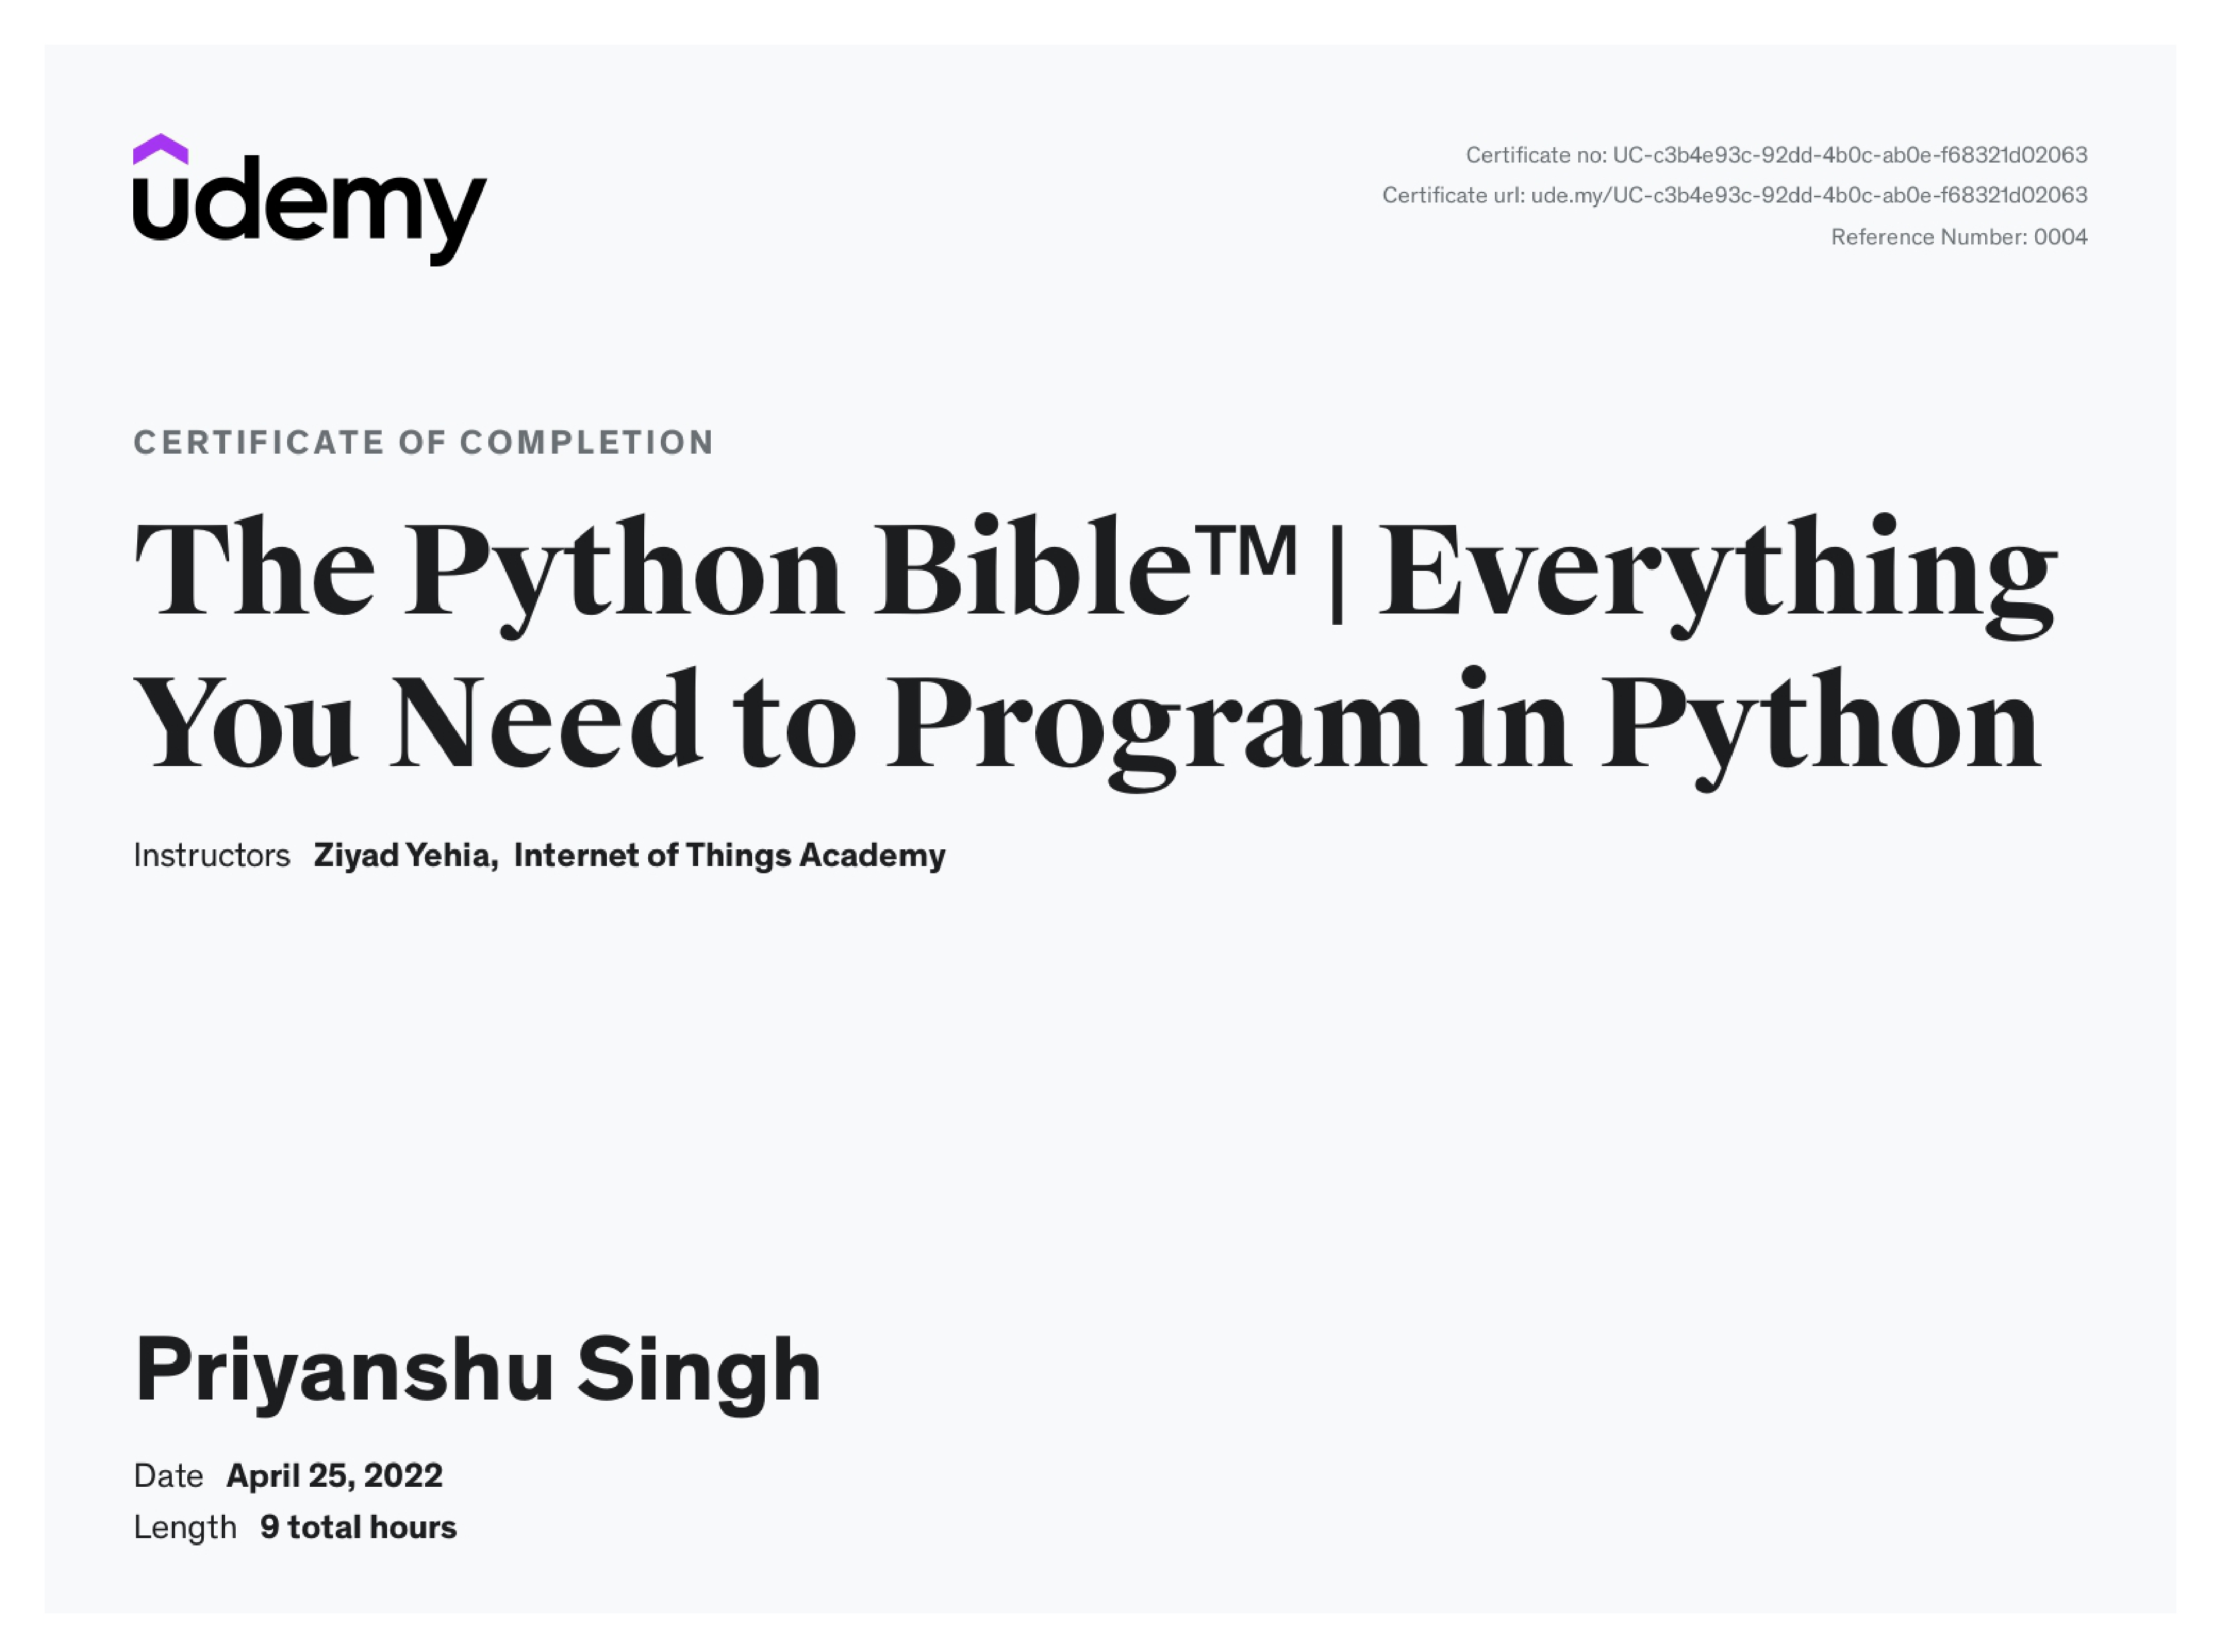 udemy
Certificate no: UC-c3b4e93c-92dd-4b0c-ab0e-f68321d02063
Certificate url: ude.my/UC-c3b4e93c-92dd-4b0c-ab0e-f68321d02063
Reference Number: 0004
CERTIFICATE OF COMPLETION
The Python Bible™ | Everything
You Need to Program in Python
Instructors Ziyad Yehia, Internet of Things Academy
Priyanshu Singh
Date April 25, 2022
Length 9 total hours